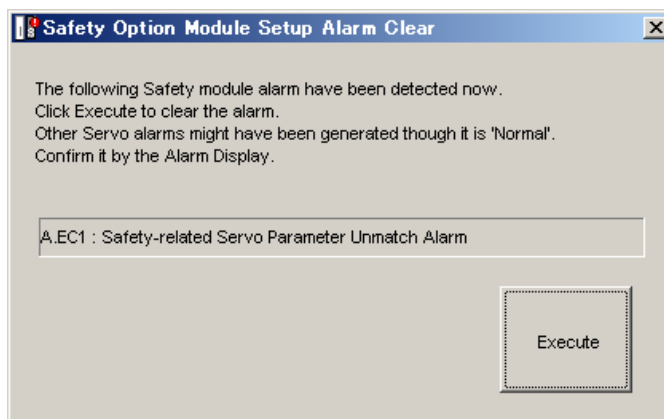 Safety Option Module Setup Alarm Clear
The following Safety module alarm have been detected now.
Click Execute to clear the alarm.
Other Servo alarms might have been generated though it is 'Normal'.
Confirm it by the Alarm Display.
A.EC1 : Safety-related Servo Parameter Unmatch Alarm
Execute